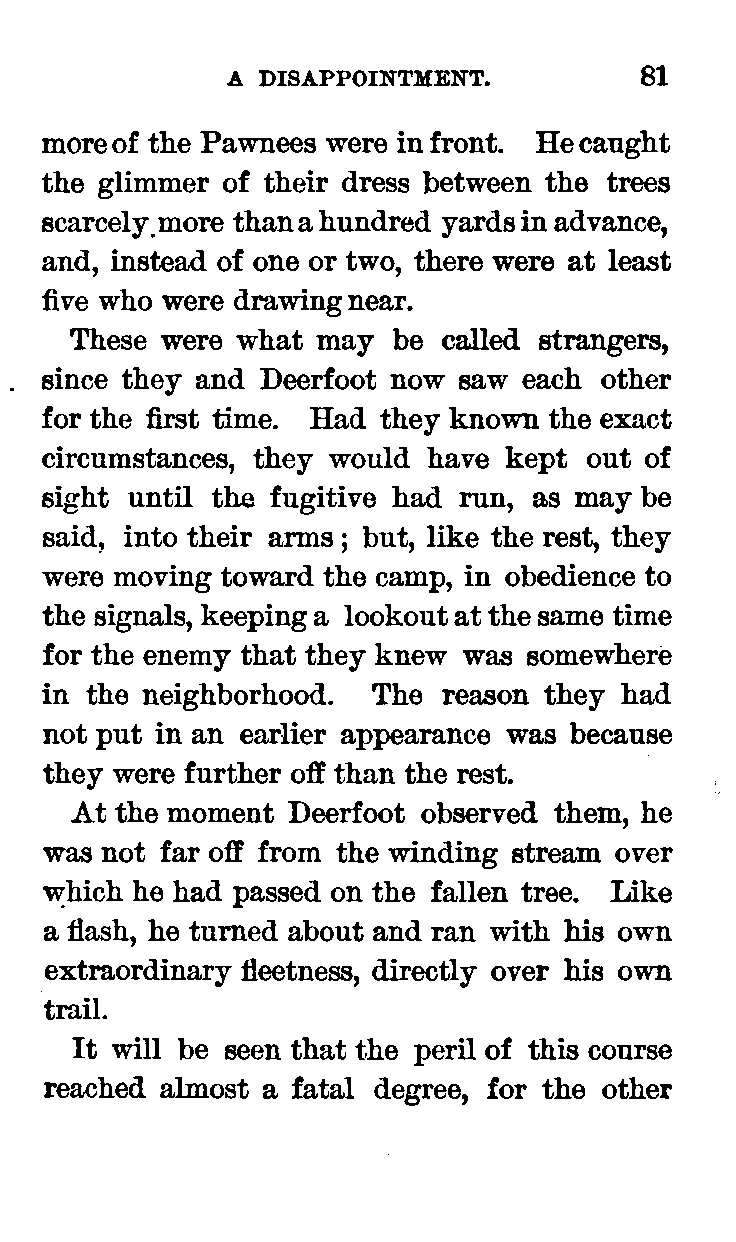 A DISAPPOINTMENT. 81
more of the Pawnees were in front. He caught
the glimmer of their dress between the trees
scarcely more than a hundred yards in advance,
and, instead of one or two, there were at least
five who were drawing near.
These were what may be called strangers,
since they and Deerfoot now saw each other
for the first time. Had they known the exact
circumstances, they would have kept out of
sight until the fugitive had run, as may be
said, into their arms; but, like the rest, they
were moving toward the camp, in obedience to
the signals, keeping a lookout at the same time
for the enemy that they knew was somewhere
in the neighborhood. The reason they had
not put in an earlier appearance was because
they were further off than the rest.
At the moment Deerfoot observed them, he
was not far off from the winding stream over
which he had passed on the fallen tree. Like
a flash, he turned about and ran with his own
extraordinary fleetness, directly over his own
trail.
It will be seen that the peril of this course
reached almost a fatal degree, for the other